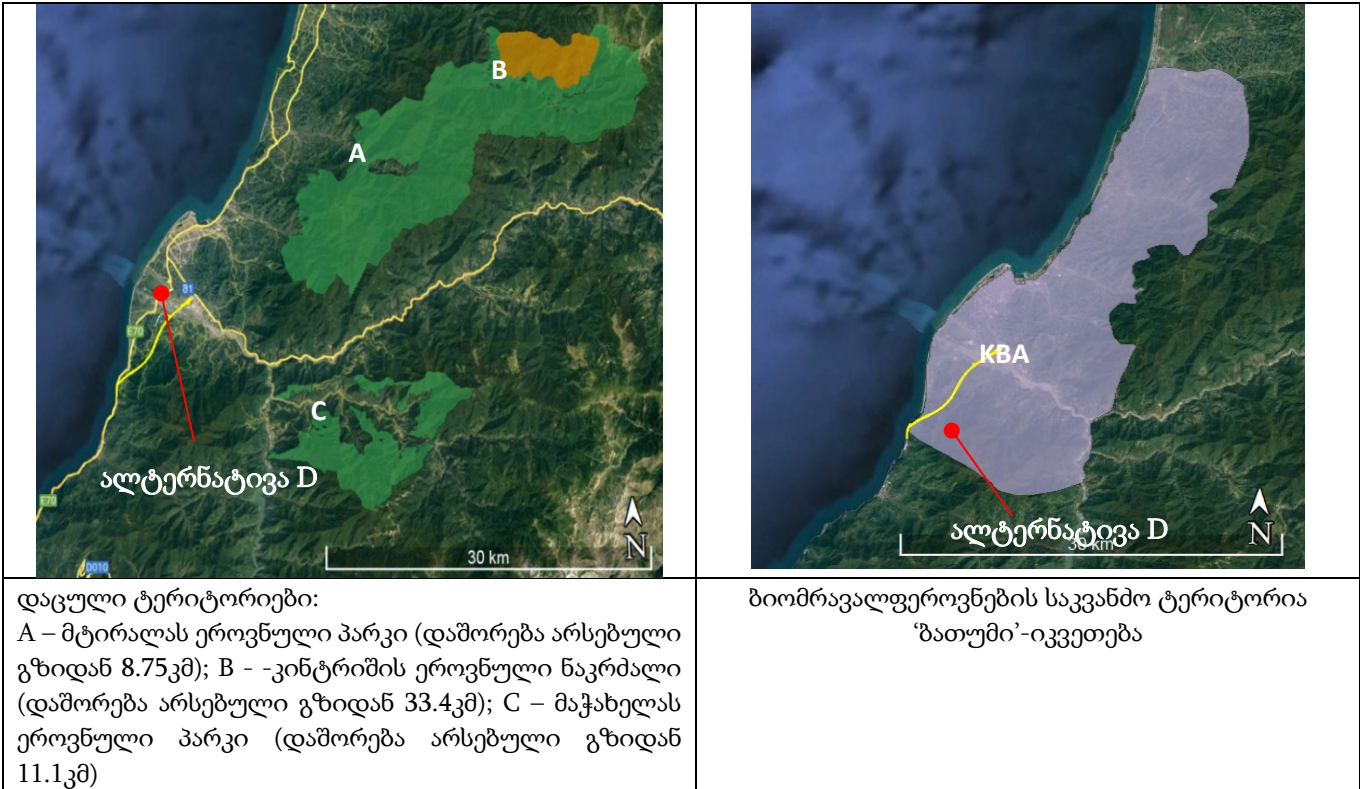 B
A
81
E70
C
ალტერნატივა D
E70
N
30 km
D010
KBA
ალტერნატივა D
30 km
N
დაცული ტერიტორიები:
A – მტირალას ეროვნული პარკი (დაშორება არსებული
გზიდან 8.75კმ); B - -კინტრიშის ეროვნული ნაკრძალი
(დაშორება არსებული გზიდან 33.4კმ); C – მაჭახელას
ეროვნული პარკი (დაშორება არსებული გზიდან
11.1კმ)
ბიომრავალფეროვნების საკვანძო ტერიტორია
‘ბათუმი’-იკვეთება